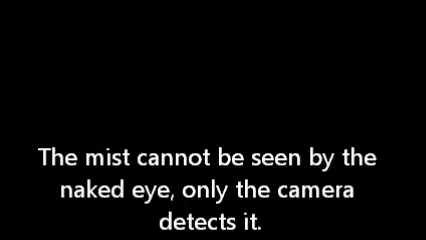 The mist cannot be seen by the
naked eye, only the camera
detects it.